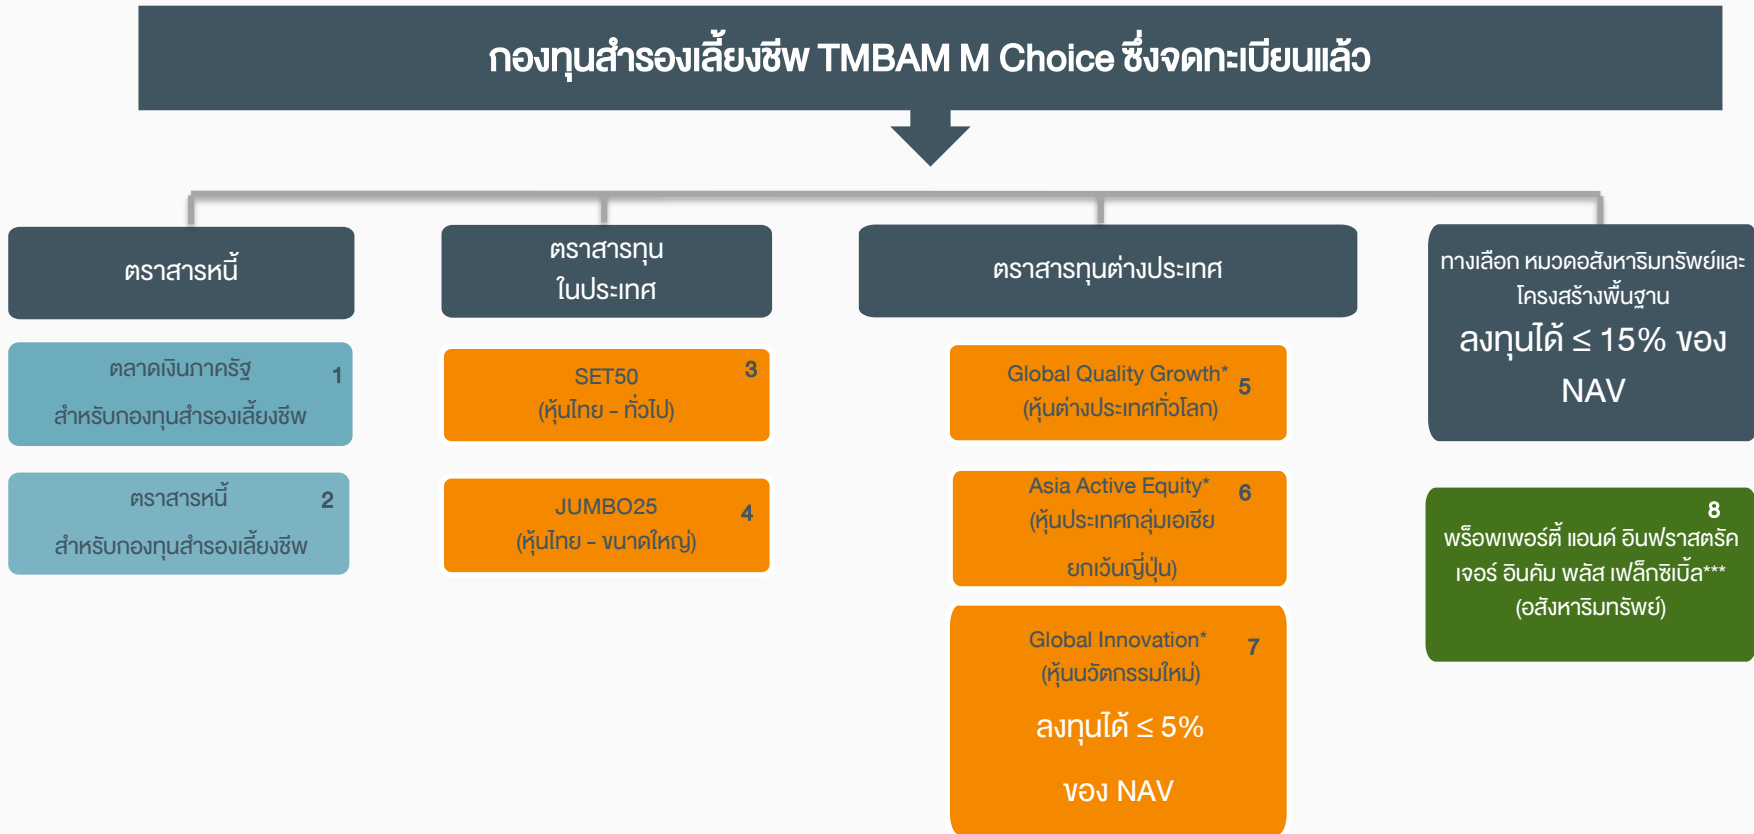 กองทุนสำรองเลี้ยงชีพ TMBAM M Choice ซึ่งจดทะเบียนแล้ว
ตราสารหนี้
ตลาดเงินภาครัฐ 1
สำหรับกองทุนสำรองเลี้ยงชีพ
ตราสารหนี้ 2
สำหรับกองทุนสำรองเลี้ยงชีพ
ตราสารทุน
ในประเทศ
SET50 3
(หุ้นไทย - ทั่วไป)
JUMBO25 4
(หุ้นไทย - ขนาดใหญ่)
ตราสารทุนต่างประเทศ
Global Quality Growth* 5
(หุ้นต่างประเทศทั่วโลก)
Asia Active Equity* 6
(หุ้นประเทศกลุ่มเอเชีย
ยกเว้นญี่ปุ่น)
Global Innovation* 7
(หุ้นนวัตกรรมใหม่)
ลงทุนได้ ≤ 5%
ของ NAV
ทางเลือก หมวดอสังหาริมทรัพย์และ
โครงสร้างพื้นฐาน
ลงทุนได้ ≤ 15% ของ
NAV
8
พร็อพเพอร์ตี้ แอนด์ อินฟราสตรัค
เจอร์ อินคัม พลัส เฟล็กซิเบิ้ล***
(อสังหาริมทรัพย์)